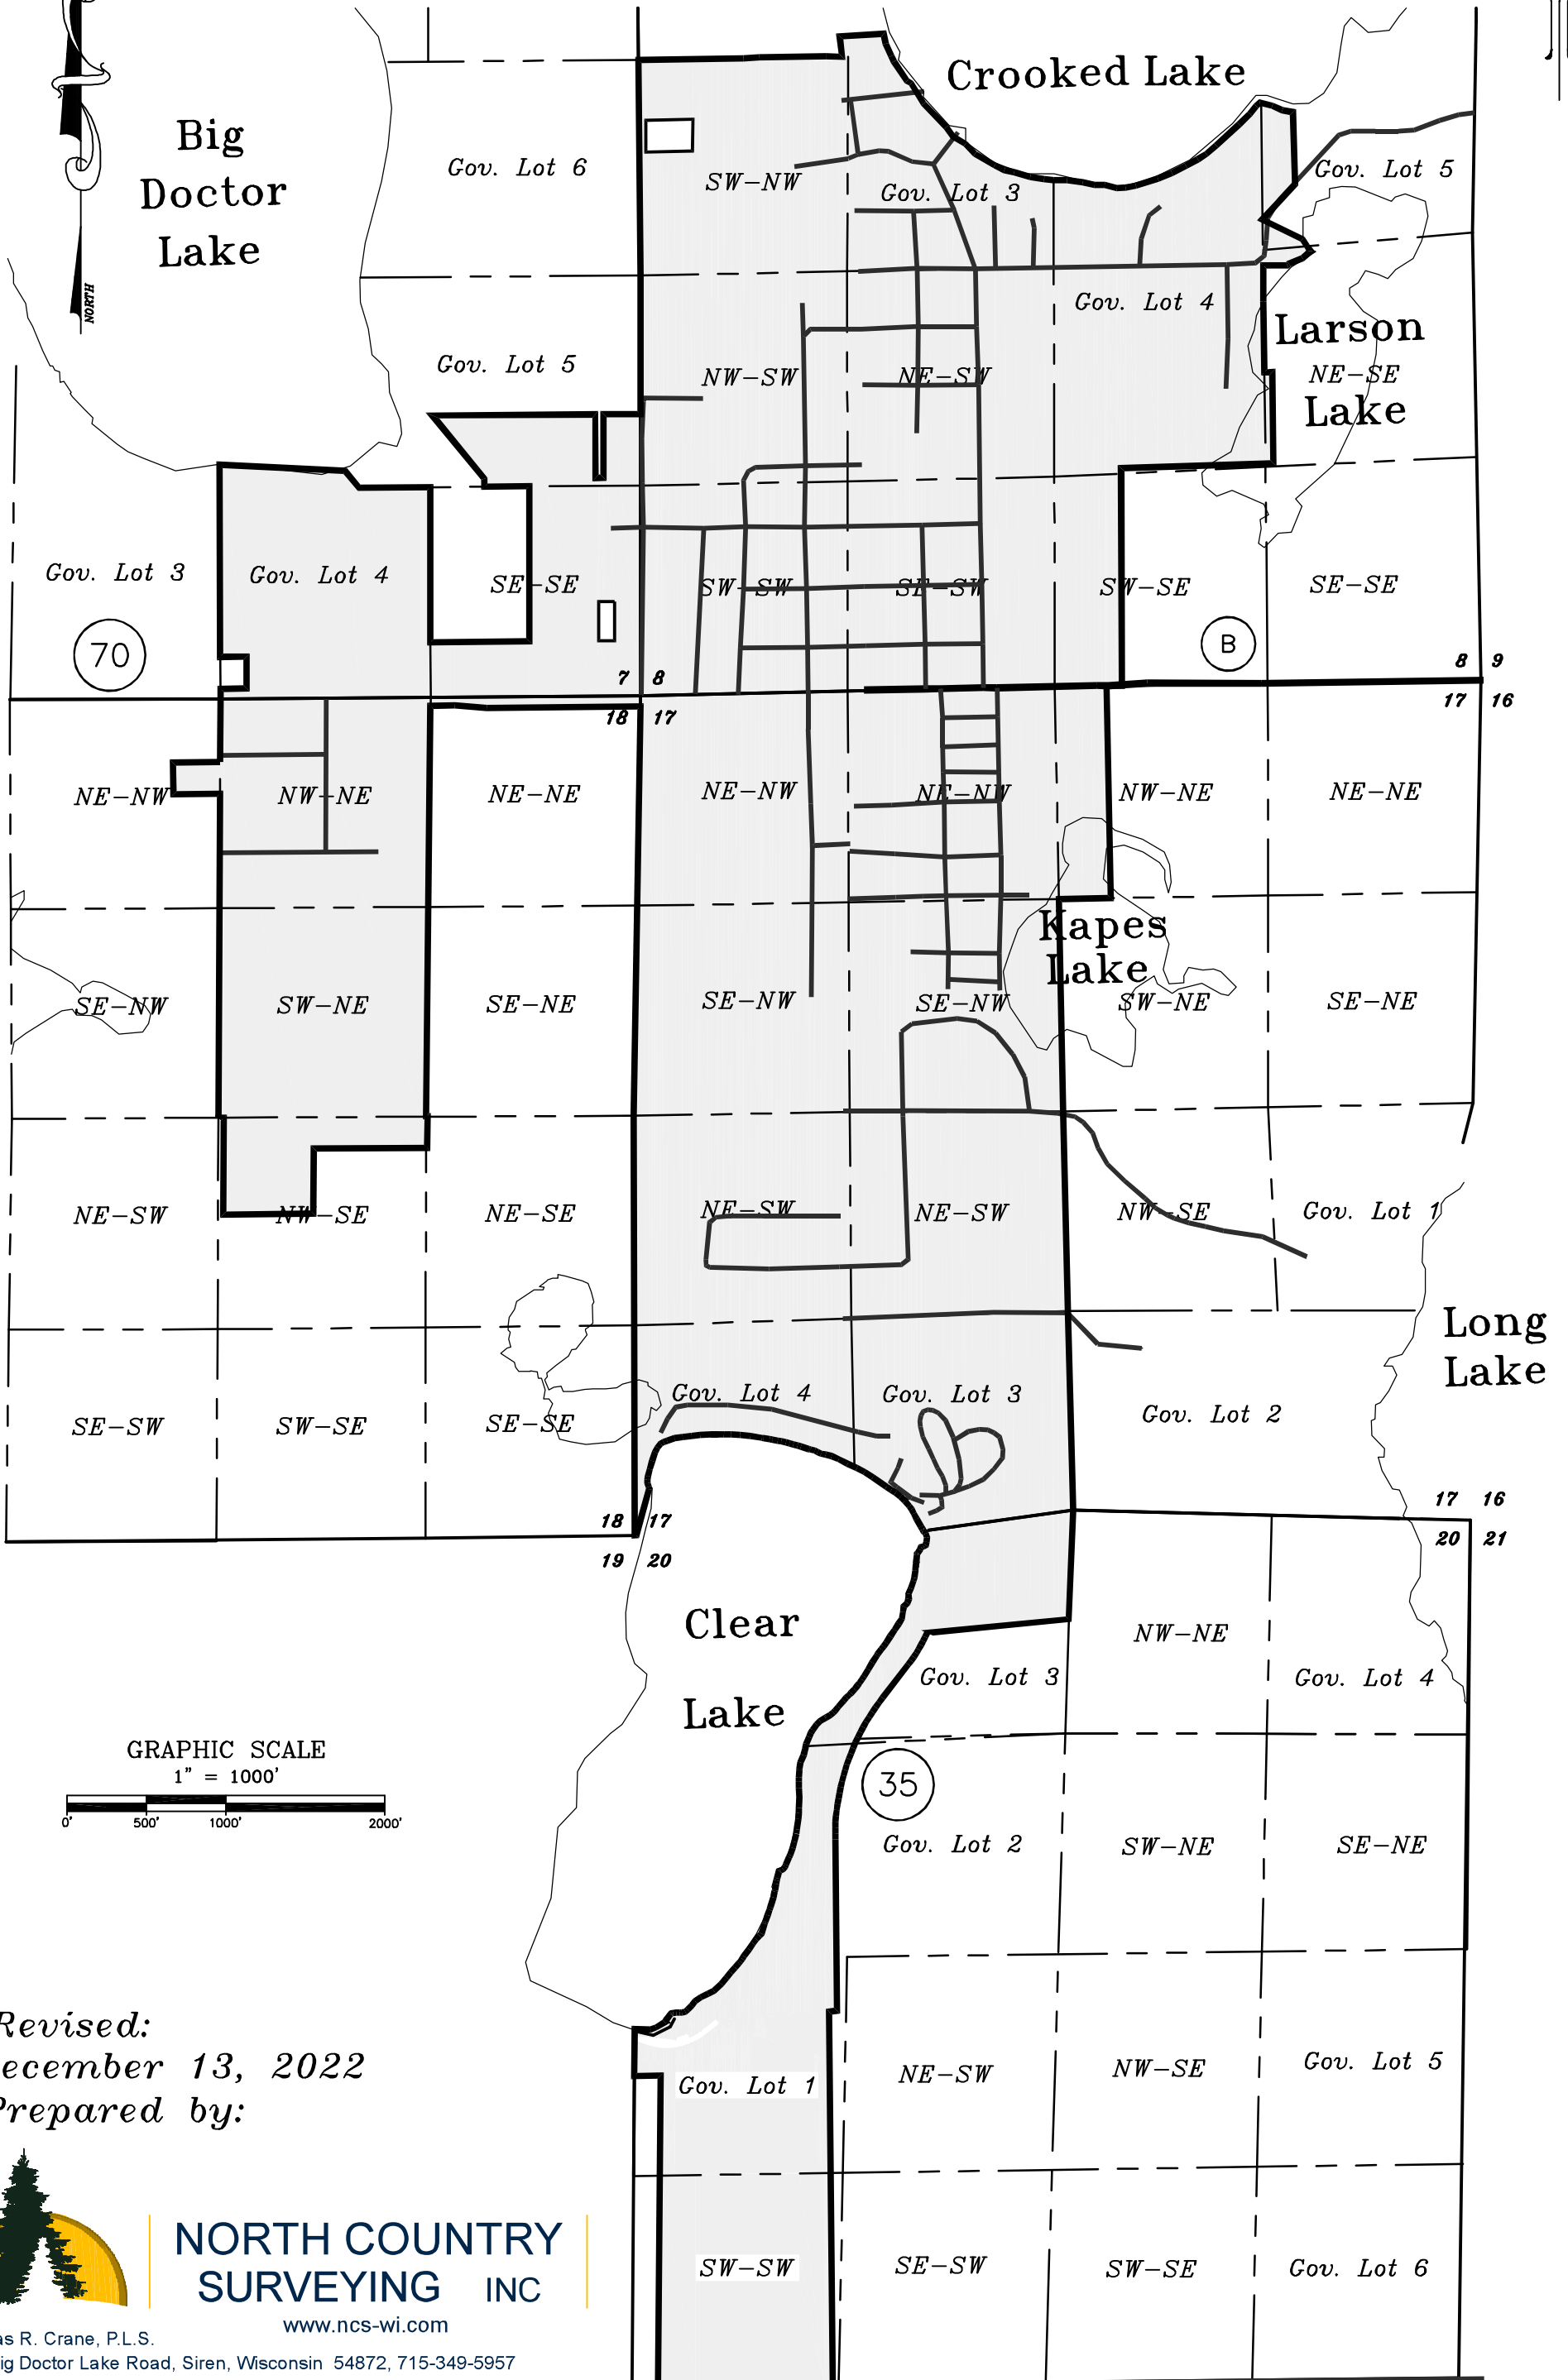 Crooked Lake
Big
Doctor
Lake
NORTH
Gov. Lot 6
SW-NW
Gov. Lot 3
Gov. Lot 5
Gov. Lot 4
Larson
NE-SE
Lake
Gov. Lot 5
NW-SW
NE-SW
Gov. Lot 3
Gov. Lot 4
SE-SE
SW-SW
SE-SW
SW-SE
SE-SE
70
B
7 8
8 9
18 17
17 16
NE-NW
NW-NE
NE-NE
NE-NW
NE-NW
NW-NE
NE-NE
Kapes
Lake
SE-NW
SW-NE
SE-NE
SE-NW
SE-NW
SW-NE
SE-NE
NE-SW
NW-SE
NE-SE
NE-SW
NE-SW
NW-SE
Gov. Lot 1
Long
Lake
SE-SW
SW-SE
SE-SE
Gov. Lot 4
Gov. Lot 3
Gov. Lot 2
18 17
17 16
19 20
20 21
Clear
Lake
NW-NE
Gov. Lot 3
Gov. Lot 4
GRAPHIC SCALE
1" = 1000'
0' 500' 1000' 2000'
35
Gov. Lot 2
SW-NE
SE-NE
Revised:
ecember 13, 2022
Prepared by:
Gov. Lot 1
NE-SW
NW-SE
Gov. Lot 5
NORTH COUNTRY
SURVEYING INC
www.ncs-wi.com
SW-SW
SE-SW
SW-SE
Gov. Lot 6
as R. Crane, P.L.S.
ig Doctor Lake Road, Siren, Wisconsin 54872, 715-349-5957